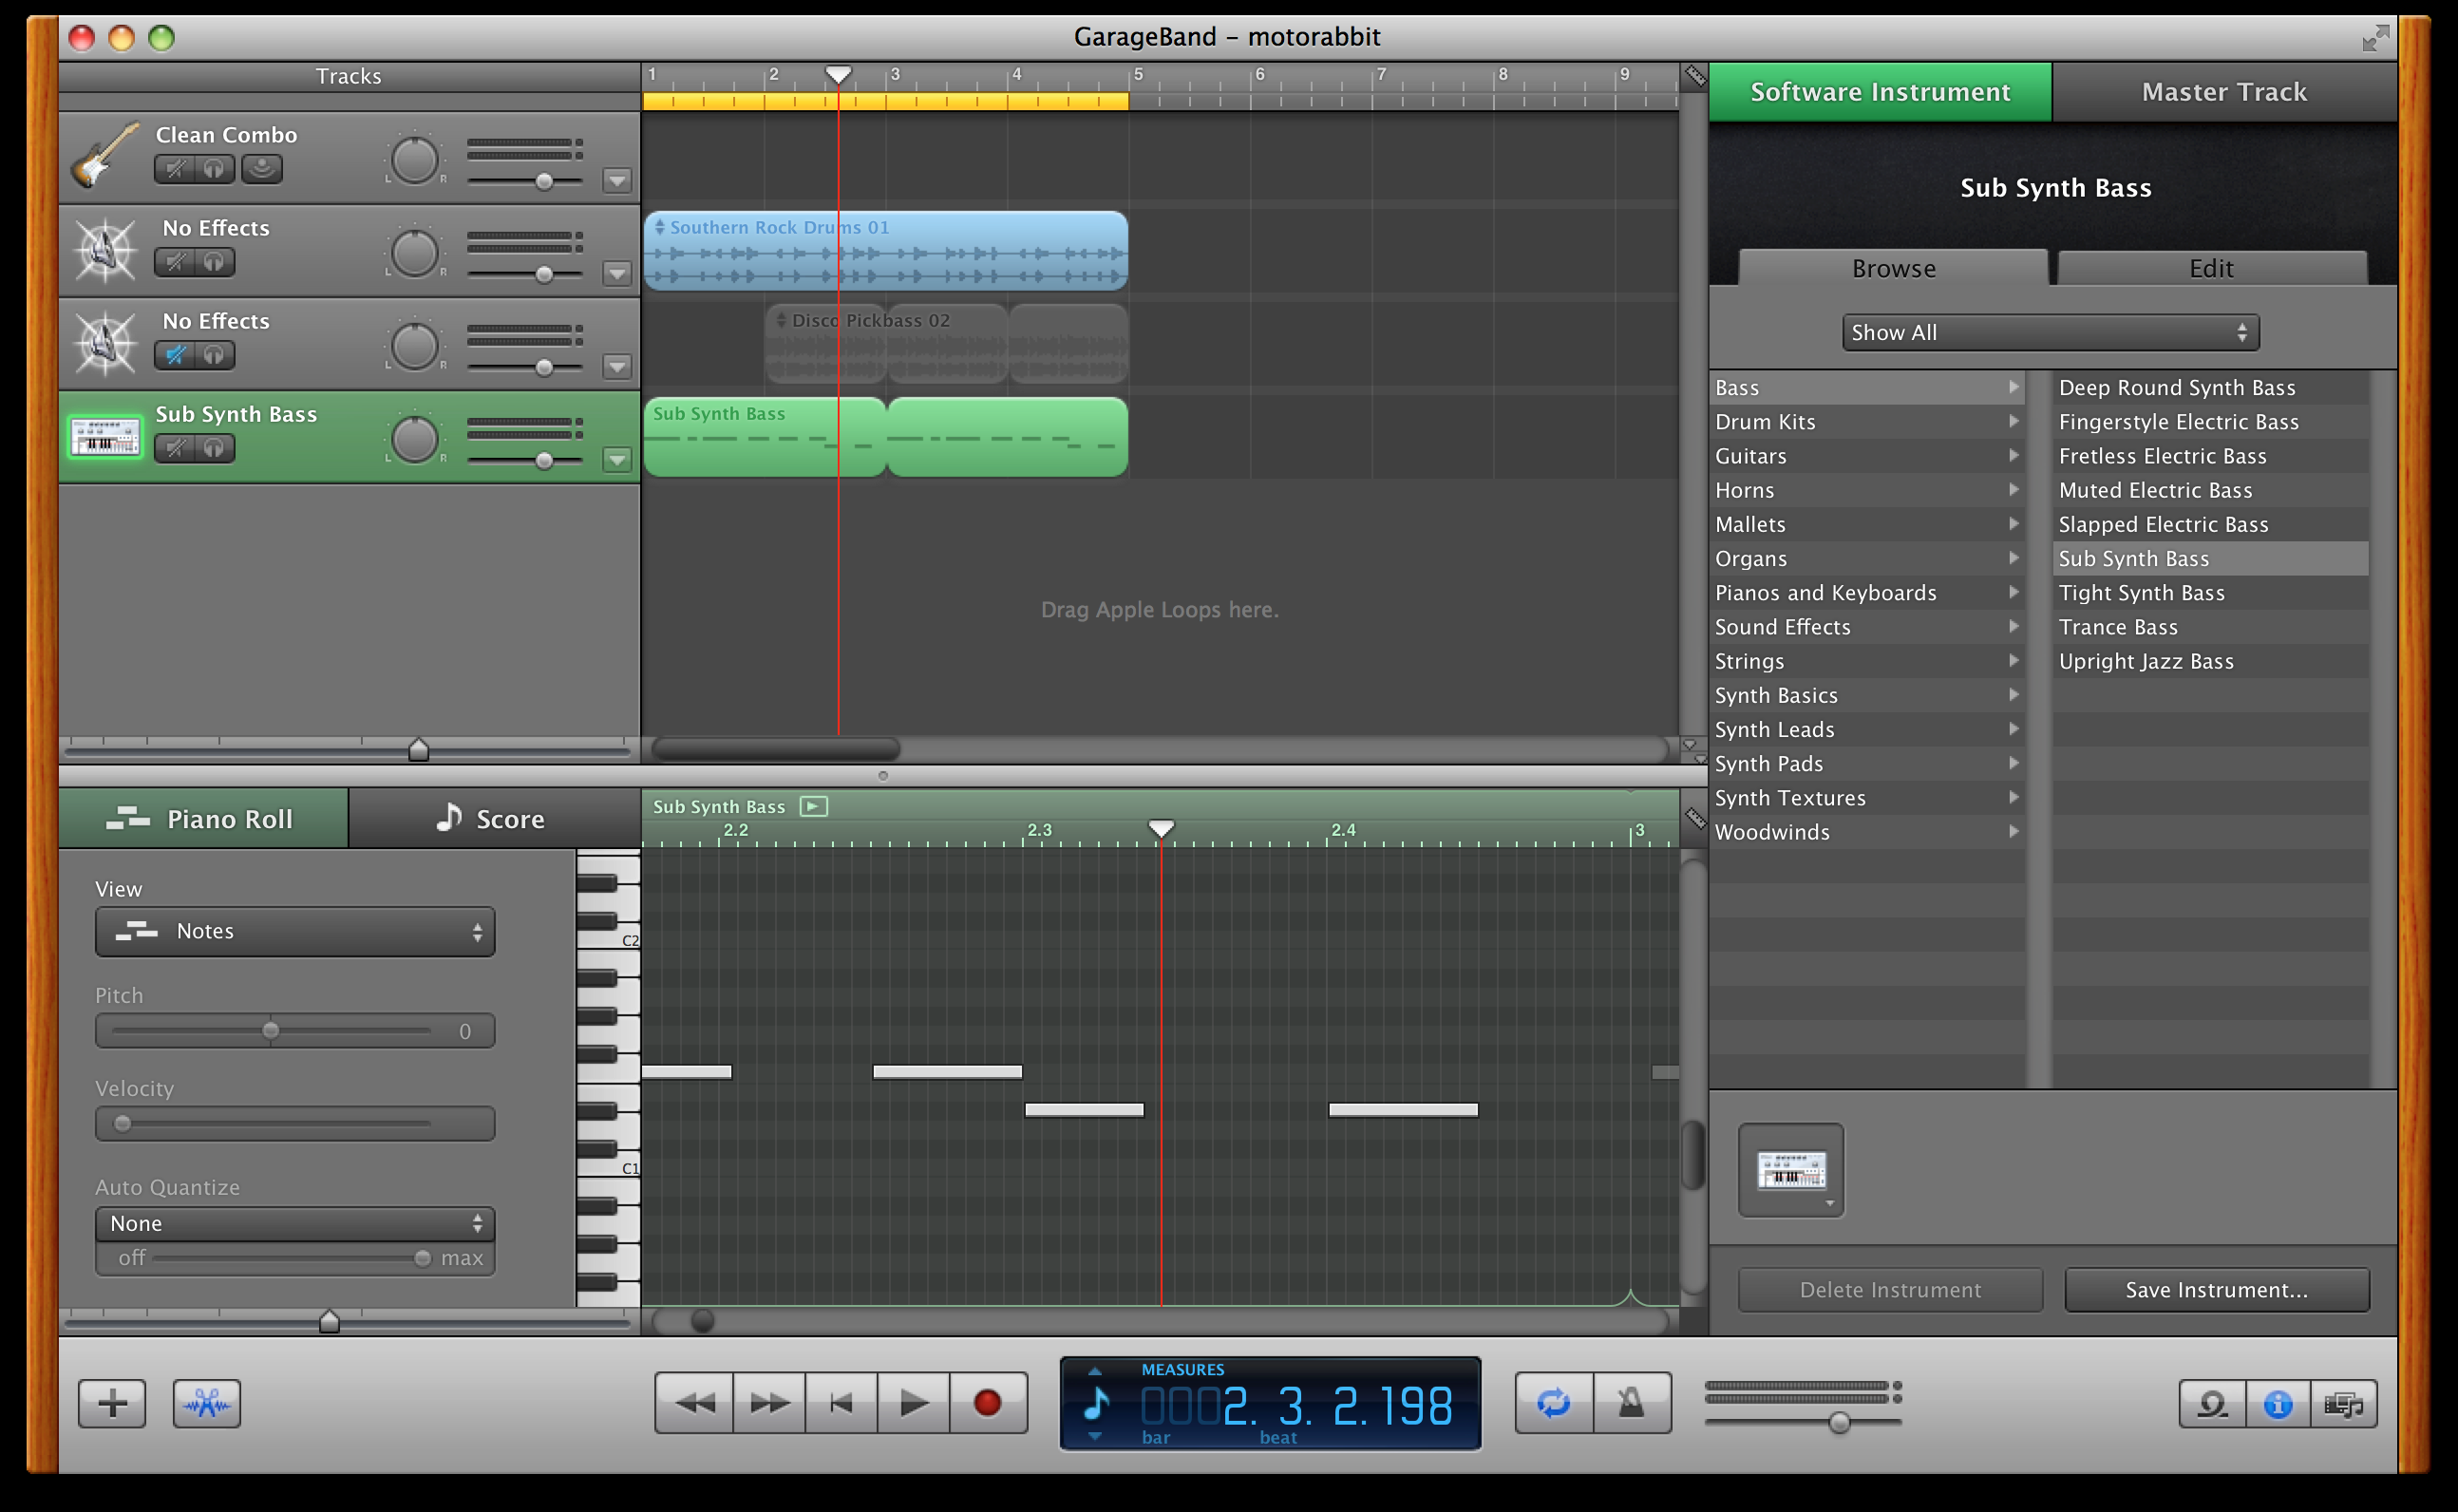 GarageBand – motorabbit
Tracks
1 2 3 4 5 6 7 8 9
Clean Combo
L R
No Effects
L R
No Effects
L R
Sub Synth Bass
L R
Southern Rock Drums 01
Disco Pickbass 02
Sub Synth Bass
Drag Apple Loops here.
Software Instrument
Master Track
Sub Synth Bass
Browse
Edit
Show All
Bass
Drum Kits
Guitars
Horns
Mallets
Organs
Pianos and Keyboards
Sound Effects
Strings
Synth Basics
Synth Leads
Synth Pads
Synth Textures
Woodwinds
Deep Round Synth Bass
Fingerstyle Electric Bass
Fretless Electric Bass
Muted Electric Bass
Slapped Electric Bass
Sub Synth Bass
Tight Synth Bass
Trance Bass
Upright Jazz Bass
Piano Roll
Score
Sub Synth Bass
2.2 2.3 2.4 3
View
Notes
Pitch
0
Velocity
Auto Quantize
None
off max
C2
C1
Delete Instrument
Save Instrument...
MEASURES
0002. 3. 2. 198
bar beat